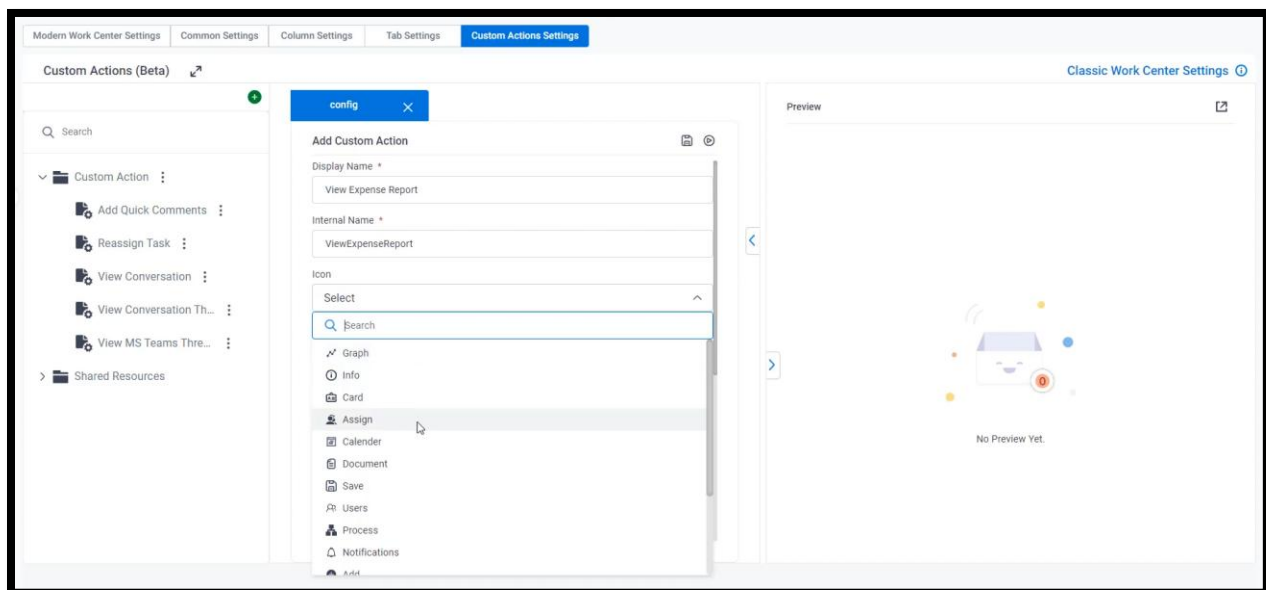 Modern Work Center Settings
Common Settings
Column Settings
Tab Settings
Custom Actions Settings
Custom Actions (Beta)
Classic Work Center Settings
Search
Custom Action
Add Quick Comments
Reassign Task
View Conversation
View Conversation Th...
View MS Teams Thre...
Shared Resources
config
Add Custom Action
Display Name *
View Expense Report
Internal Name *
ViewExpenseReport
Icon
Select
Search
Graph
Info
Card
Assign
Calender
Document
Save
Users
Process
Notifications
Add
Preview
0
No Preview Yet.